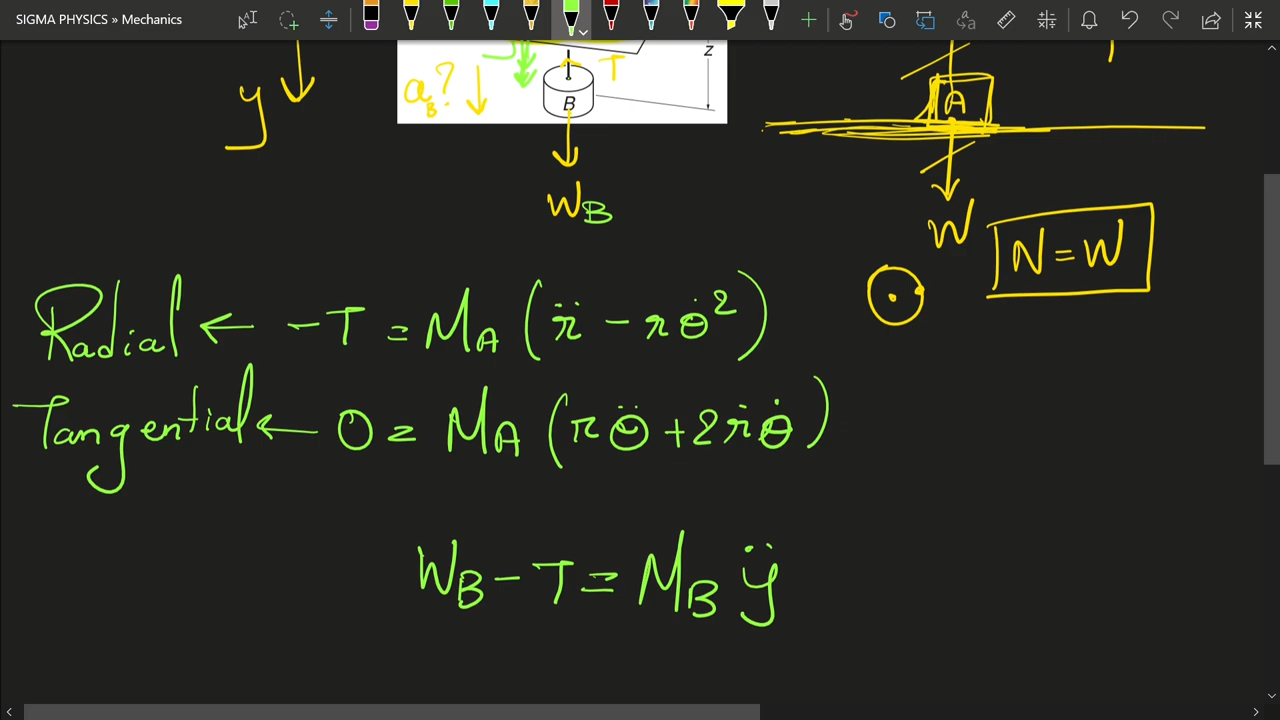 SIGMA PHYSICS » Mechanics
y
a_B? ↓
T
z
B
A
W_B
W
N = W
Radial ← -T = M_A (r̈ - rθ̇²)
Tangential ← 0 = M_A (rθ̈ + 2ṙθ̇)
W_B - T = M_B ÿ